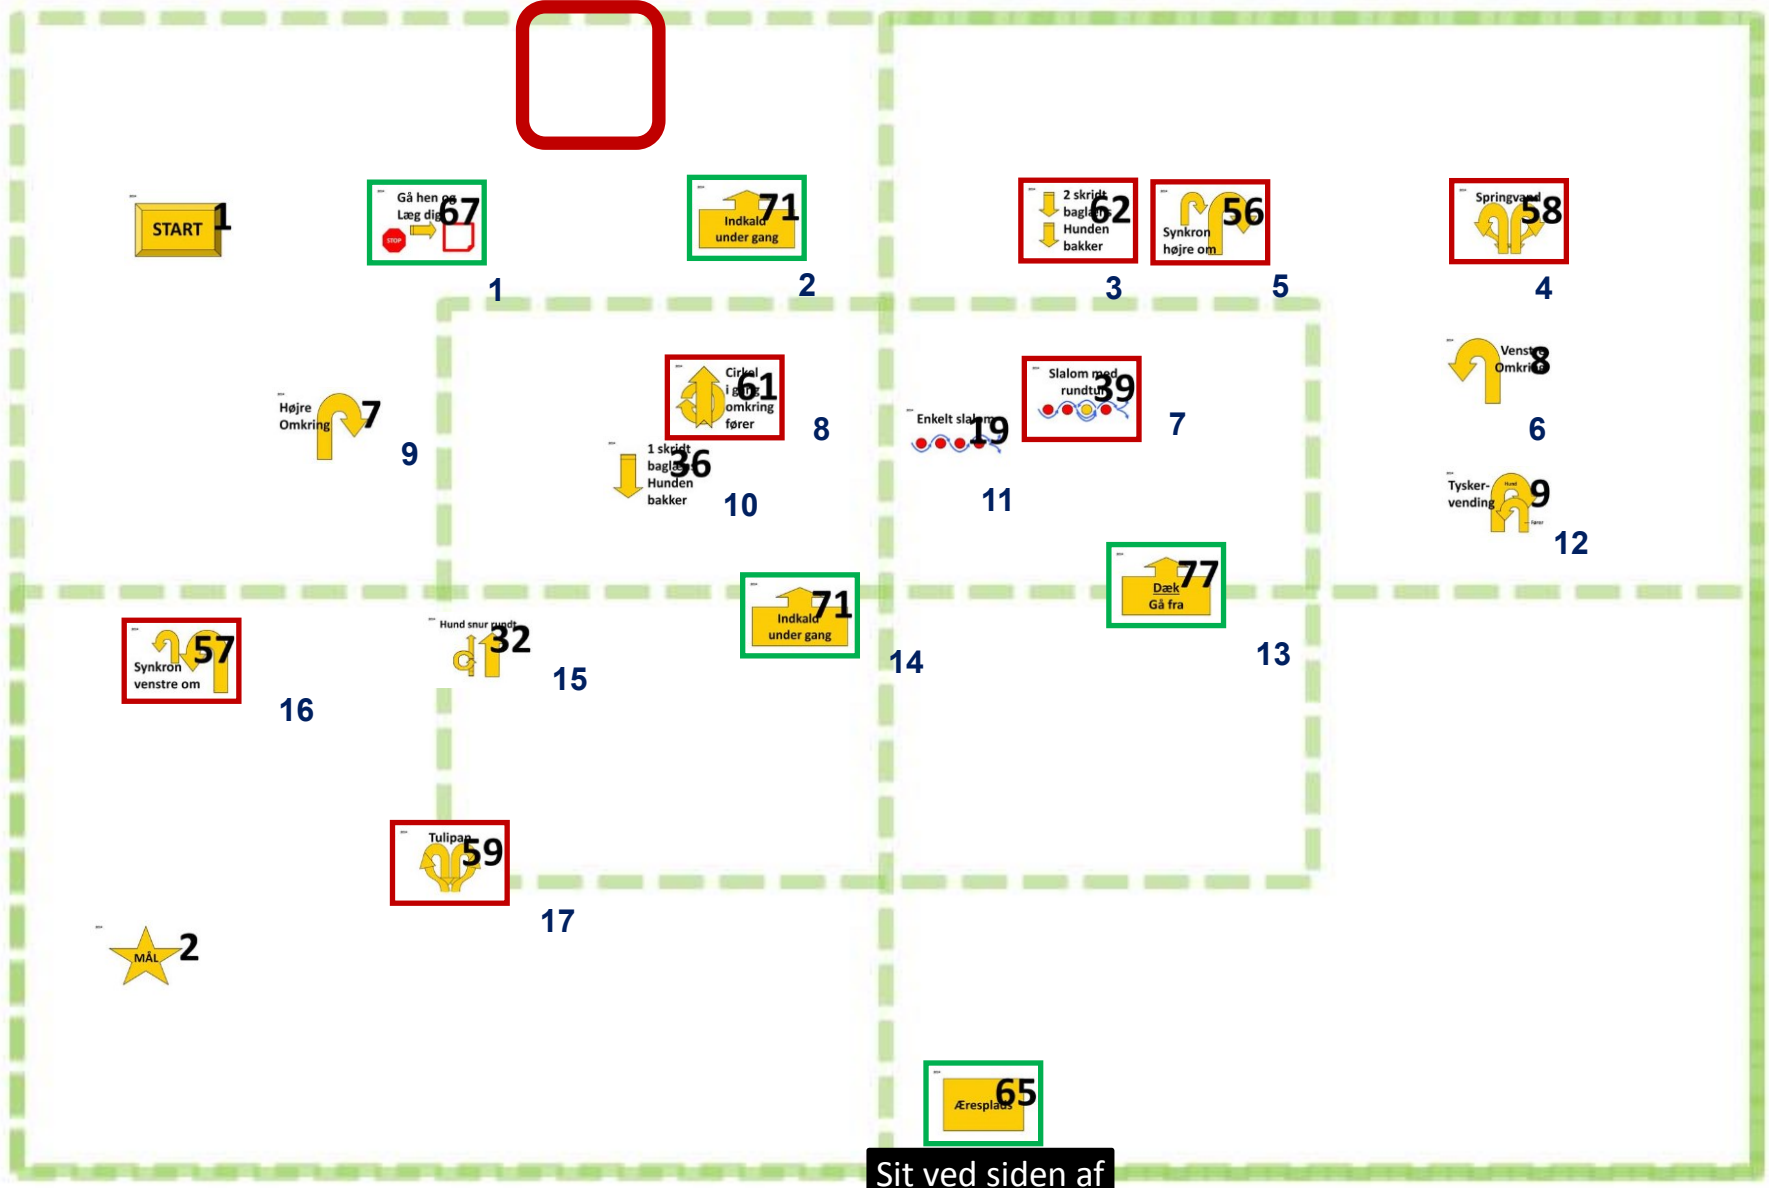 START 1
Gå hen og
Læg dig 67
STOP
1
Indkald 71
under gang
2
2 skridt
baglæns 62
Hunden
bakker
3
Synkron 56
højre om
5
Springvand 58
4
Højre
Omkring 7
9
Cirkel
i gang 61
omkring
fører
8
1 skridt
baglæns 36
Hunden
bakker
10
Enkelt slalom 19
11
Slalom med
rundtur 39
7
Venstre
Omkring 8
6
Tysker-
vending 9
Hund
Fører
12
Synkron 57
venstre om
16
Hund snur rundt 32
15
Indkald 71
under gang
14
Dæk 77
Gå fra
13
Tulipan 59
17
MÅL 2
Æresplads 65
Sit ved siden af